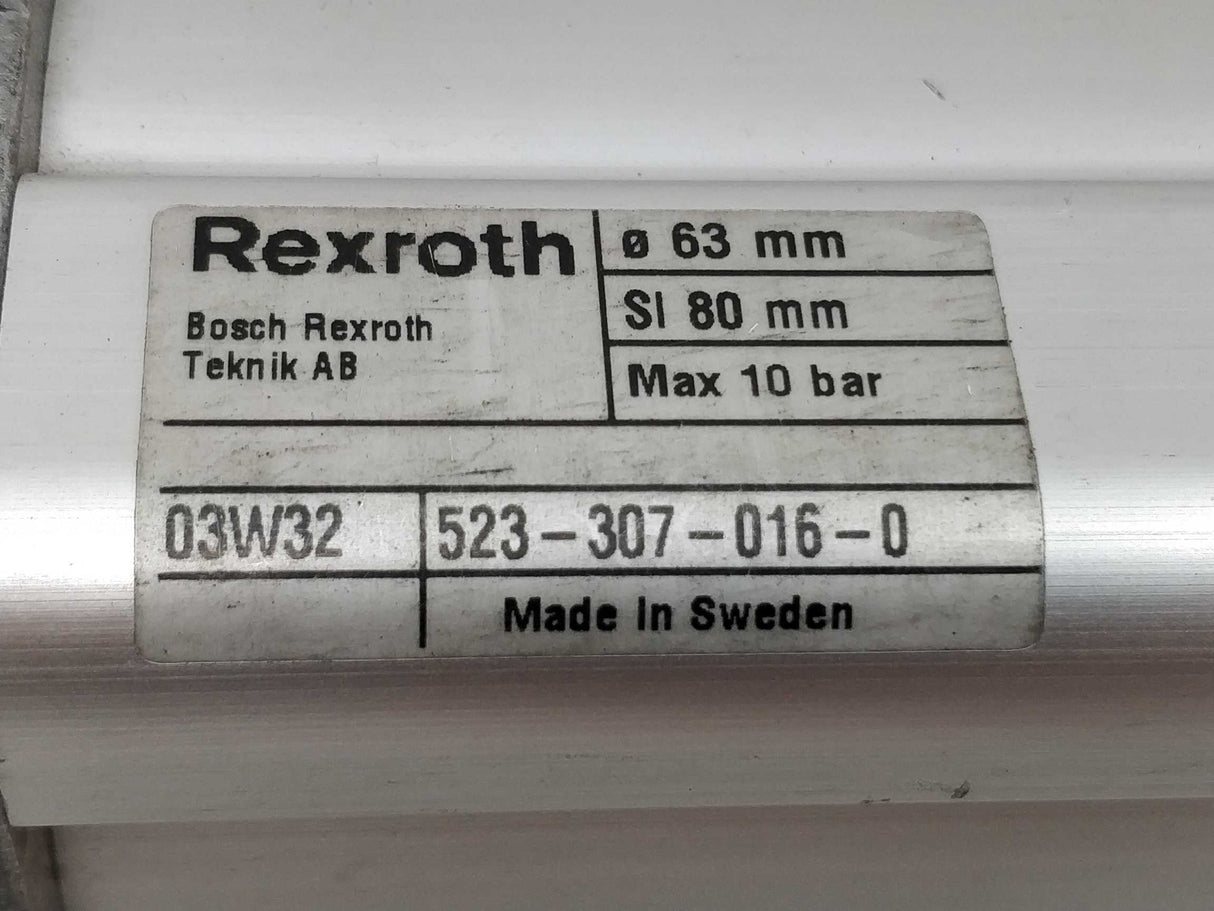 Rexroth
Bosch Rexroth
Teknik AB
ø 63 mm
Sl 80 mm
Max 10 bar
03W32
523-307-016-0
Made in Sweden